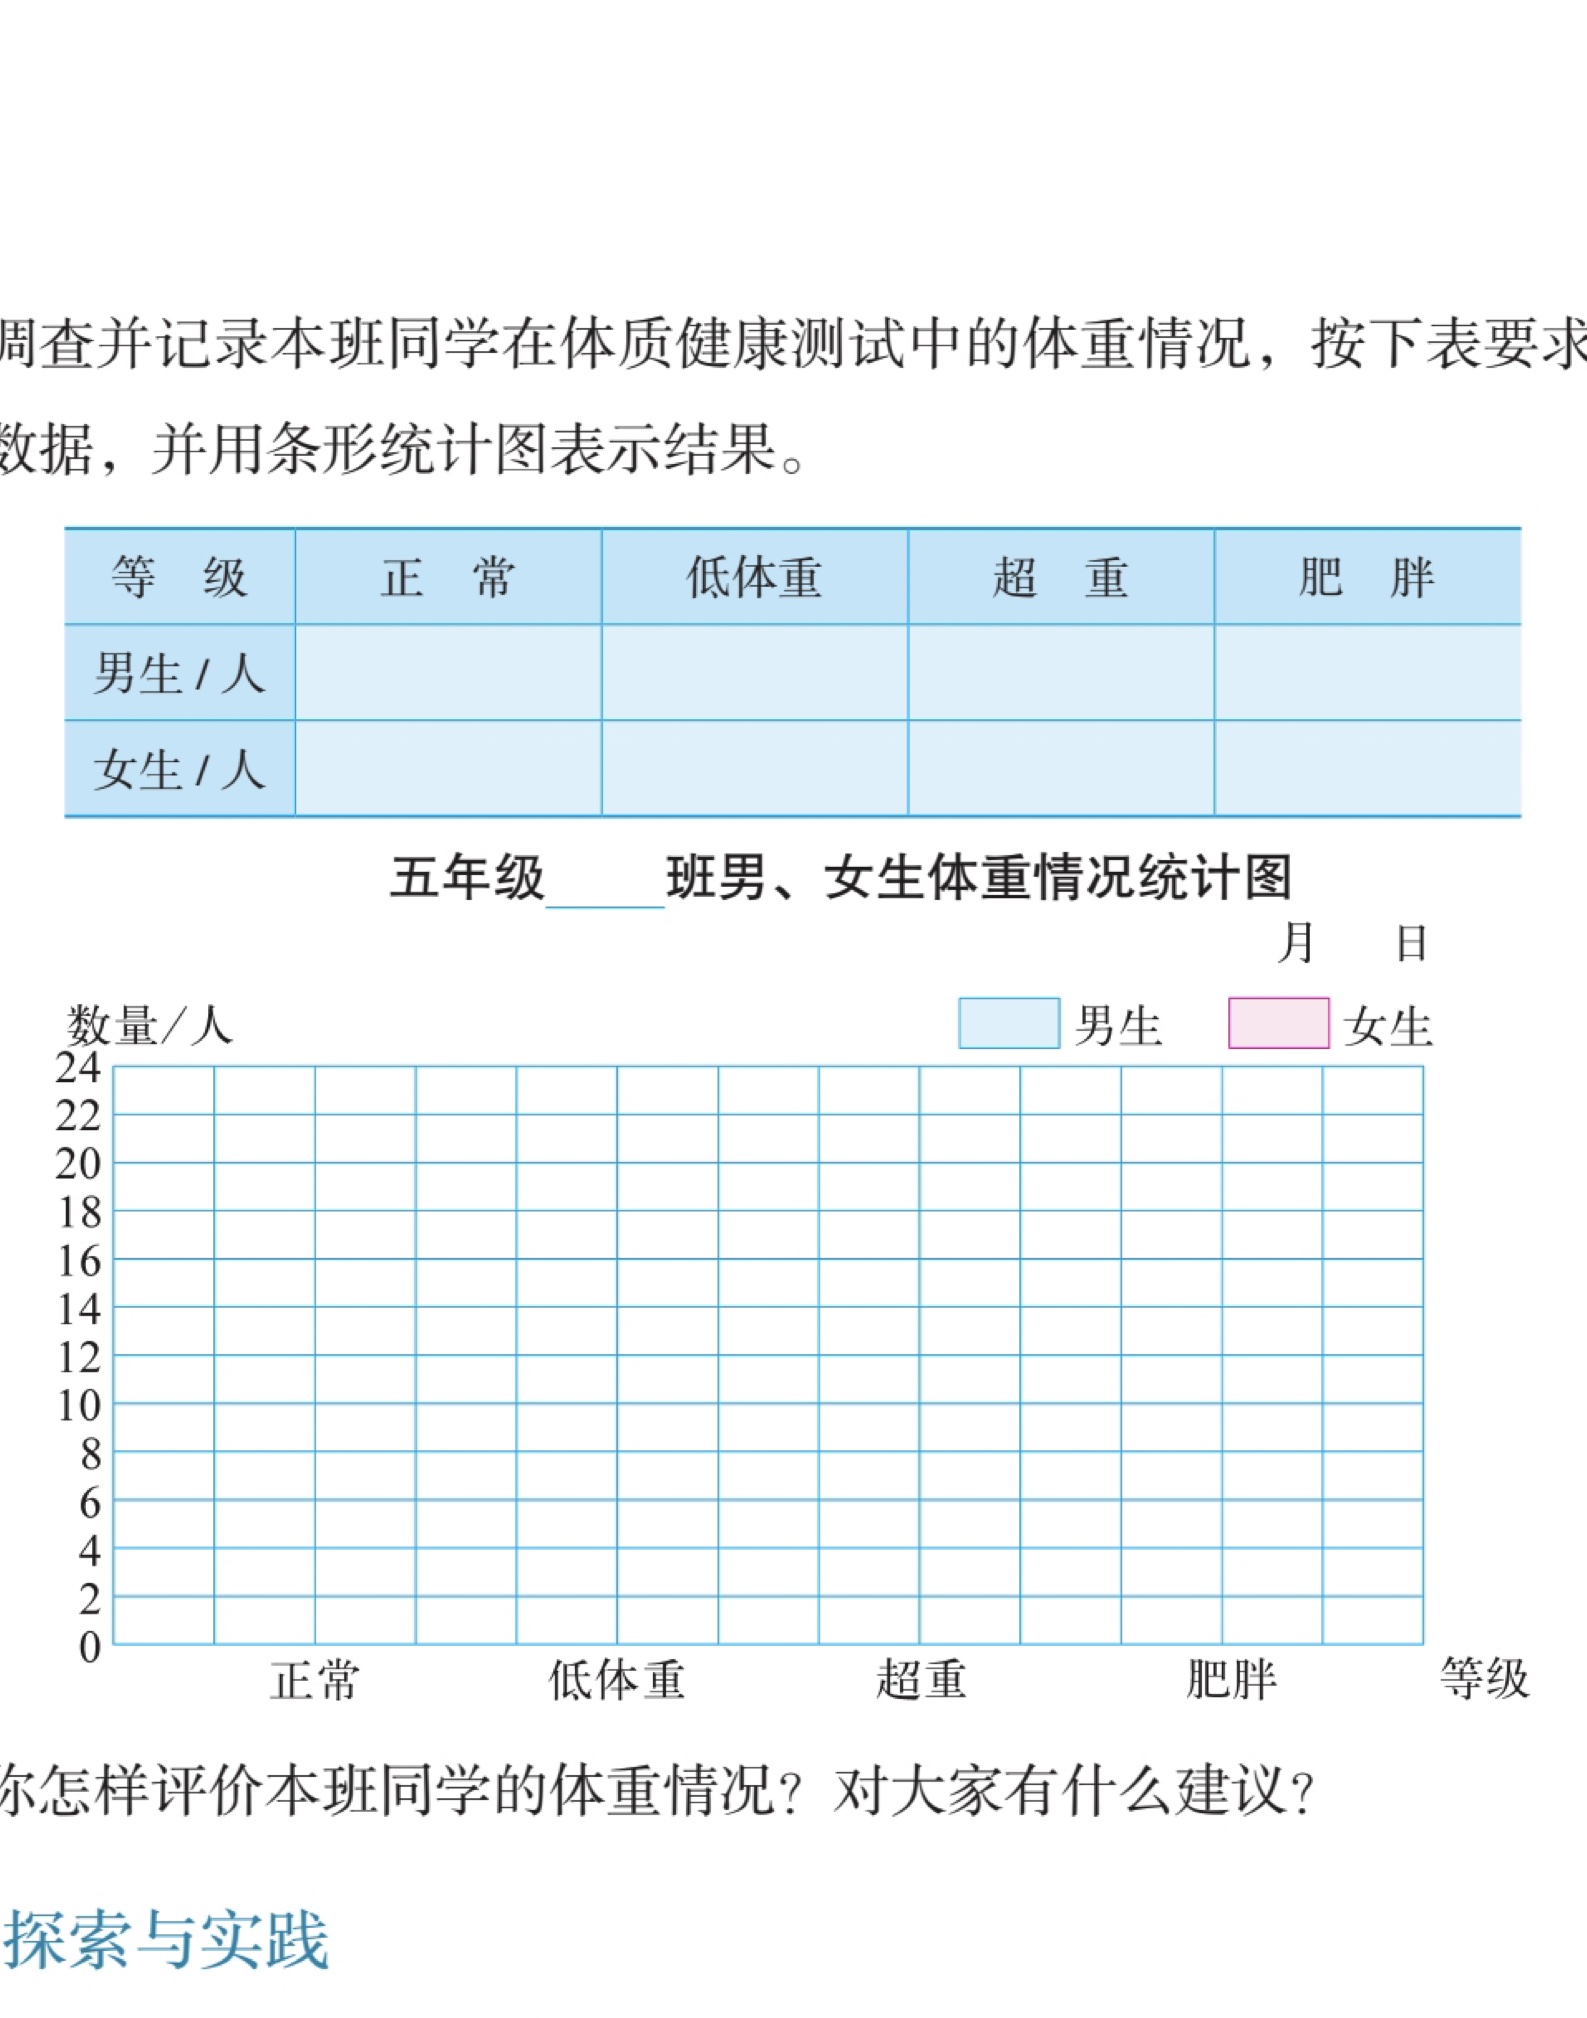 调查并记录本班同学在体质健康测试中的体重情况，按下表要求
数据，并用条形统计图表示结果。
等 级 正 常 低体重 超 重 肥 胖
男生 / 人
女生 / 人
五年级____班男、女生体重情况统计图
月 日
数量/人 男生 女生
24
22
20
18
16
14
12
10
8
6
4
2
0
正常 低体重 超重 肥胖 等级
你怎样评价本班同学的体重情况？对大家有什么建议？
探索与实践